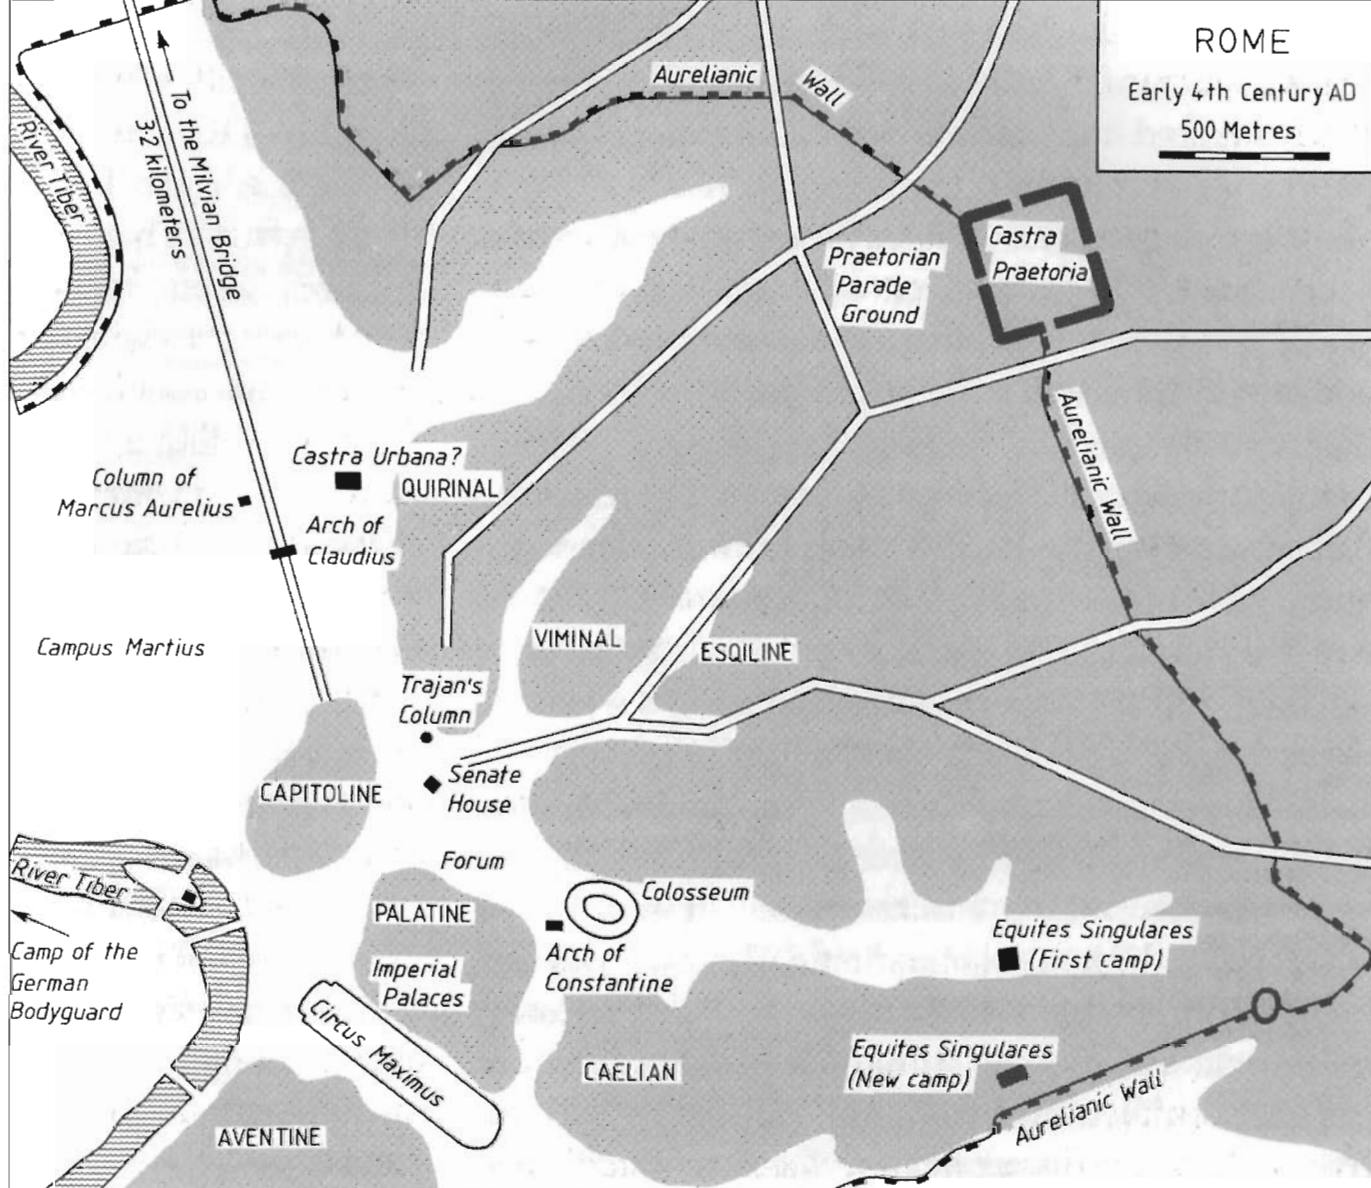 ROME
Early 4th Century AD
500 Metres
Aurelianic
Wall
River Tiber
To the Milvian Bridge
3·2 kilometers
Castra
Praetoria
Praetorian
Parade
Ground
Aurelianic Wall
Castra Urbana?
QUIRINAL
Column of
Marcus Aurelius
Arch of
Claudius
Campus Martius
VIMINAL
ESQILINE
Trajan's
Column
Senate
House
CAPITOLINE
Forum
River Tiber
PALATINE
Colosseum
Camp of the
German
Bodyguard
Imperial
Palaces
Arch of
Constantine
Equites Singulares
(First camp)
Circus Maximus
CAELIAN
Equites Singulares
(New camp)
Aurelianic Wall
AVENTINE